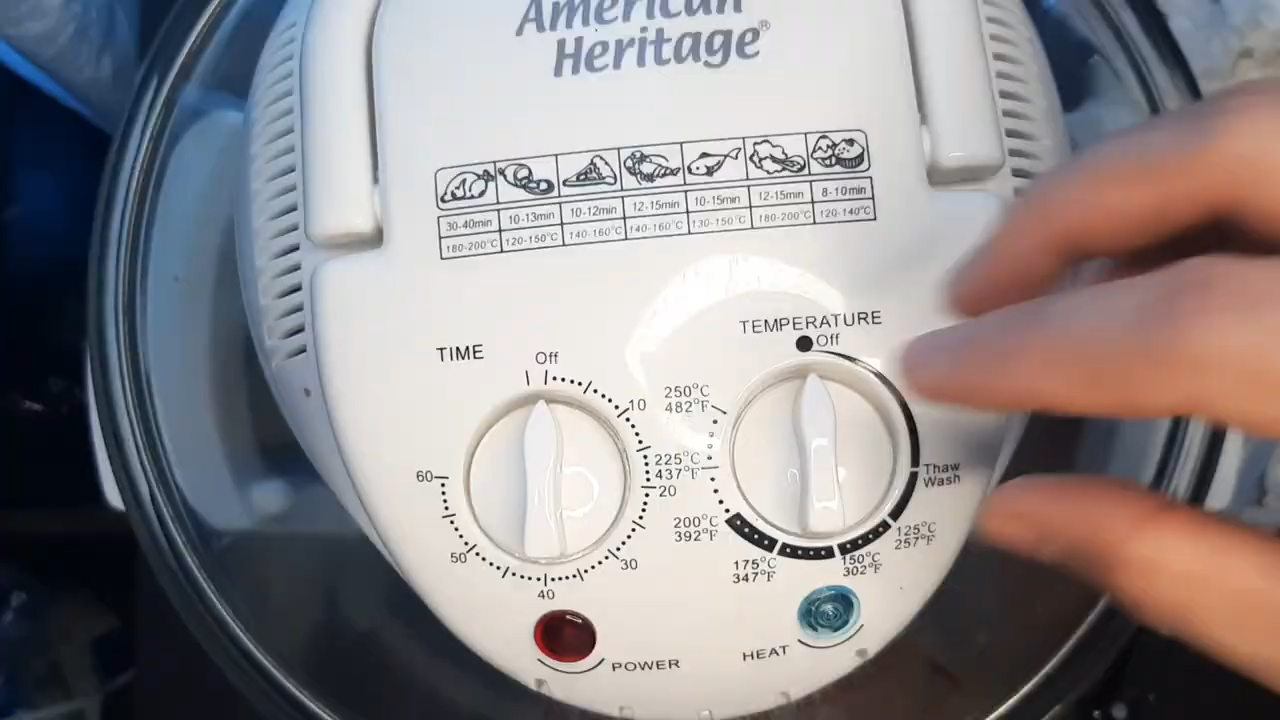 American
Heritage®
30-40min 10-13min 10-12min 12-15min 10-15min 12-15min 8-10min
180-200°C 120-150°C 140-160°C 140-160°C 130-150°C 180-200°C 120-140°C
TIME
Off
10
20
30
40
50
60
TEMPERATURE
Off
Thaw
Wash
125°C
257°F
150°C
302°F
175°C
347°F
200°C
392°F
225°C
437°F
250°C
482°F
POWER
HEAT